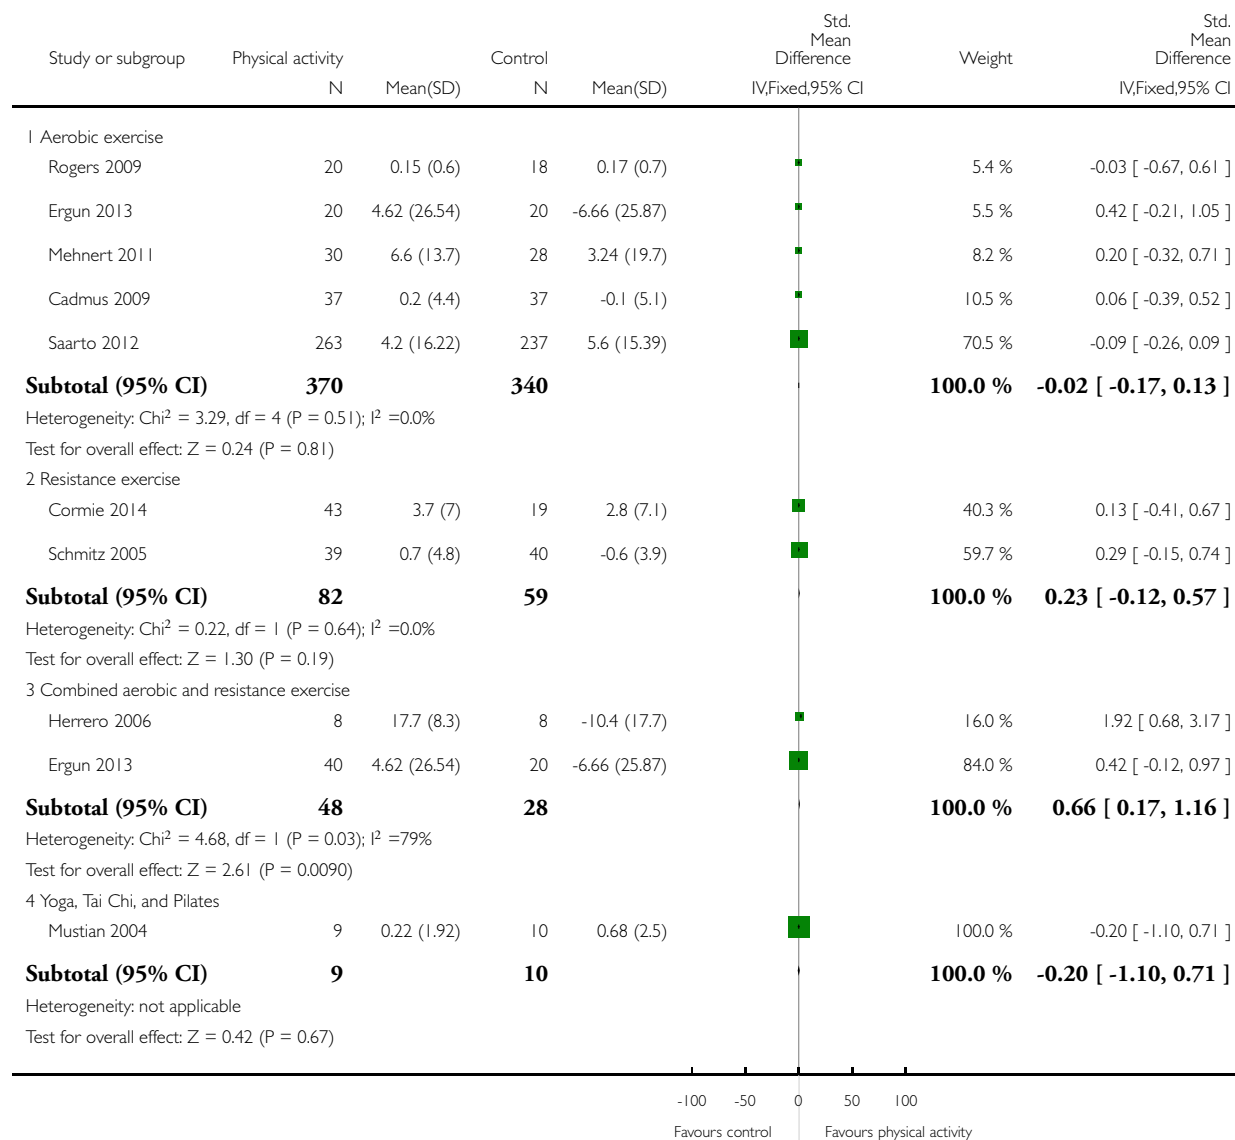 Study or subgroup Physical activity Control Std. Mean Difference Weight Std. Mean Difference
N Mean(SD) N Mean(SD) IV,Fixed,95% CI IV,Fixed,95% CI
1 Aerobic exercise
Rogers 2009 20 0.15 (0.6) 18 0.17 (0.7) 5.4 % -0.03 [ -0.67, 0.61 ]
Ergun 2013 20 4.62 (26.54) 20 -6.66 (25.87) 5.5 % 0.42 [ -0.21, 1.05 ]
Mehnert 2011 30 6.6 (13.7) 28 3.24 (19.7) 8.2 % 0.20 [ -0.32, 0.71 ]
Cadmus 2009 37 0.2 (4.4) 37 -0.1 (5.1) 10.5 % 0.06 [ -0.39, 0.52 ]
Saarto 2012 263 4.2 (16.22) 237 5.6 (15.39) 70.5 % -0.09 [ -0.26, 0.09 ]
Subtotal (95% CI) 370 340 100.0 % -0.02 [ -0.17, 0.13 ]
Heterogeneity: Chi² = 3.29, df = 4 (P = 0.51); I² =0.0%
Test for overall effect: Z = 0.24 (P = 0.81)
2 Resistance exercise
Cormie 2014 43 3.7 (7) 19 2.8 (7.1) 40.3 % 0.13 [ -0.41, 0.67 ]
Schmitz 2005 39 0.7 (4.8) 40 -0.6 (3.9) 59.7 % 0.29 [ -0.15, 0.74 ]
Subtotal (95% CI) 82 59 100.0 % 0.23 [ -0.12, 0.57 ]
Heterogeneity: Chi² = 0.22, df = 1 (P = 0.64); I² =0.0%
Test for overall effect: Z = 1.30 (P = 0.19)
3 Combined aerobic and resistance exercise
Herrero 2006 8 17.7 (8.3) 8 -10.4 (17.7) 16.0 % 1.92 [ 0.68, 3.17 ]
Ergun 2013 40 4.62 (26.54) 20 -6.66 (25.87) 84.0 % 0.42 [ -0.12, 0.97 ]
Subtotal (95% CI) 48 28 100.0 % 0.66 [ 0.17, 1.16 ]
Heterogeneity: Chi² = 4.68, df = 1 (P = 0.03); I² =79%
Test for overall effect: Z = 2.61 (P = 0.0090)
4 Yoga, Tai Chi, and Pilates
Mustian 2004 9 0.22 (1.92) 10 0.68 (2.5) 100.0 % -0.20 [ -1.10, 0.71 ]
Subtotal (95% CI) 9 10 100.0 % -0.20 [ -1.10, 0.71 ]
Heterogeneity: not applicable
Test for overall effect: Z = 0.42 (P = 0.67)
-100 -50 0 50 100
Favours control Favours physical activity